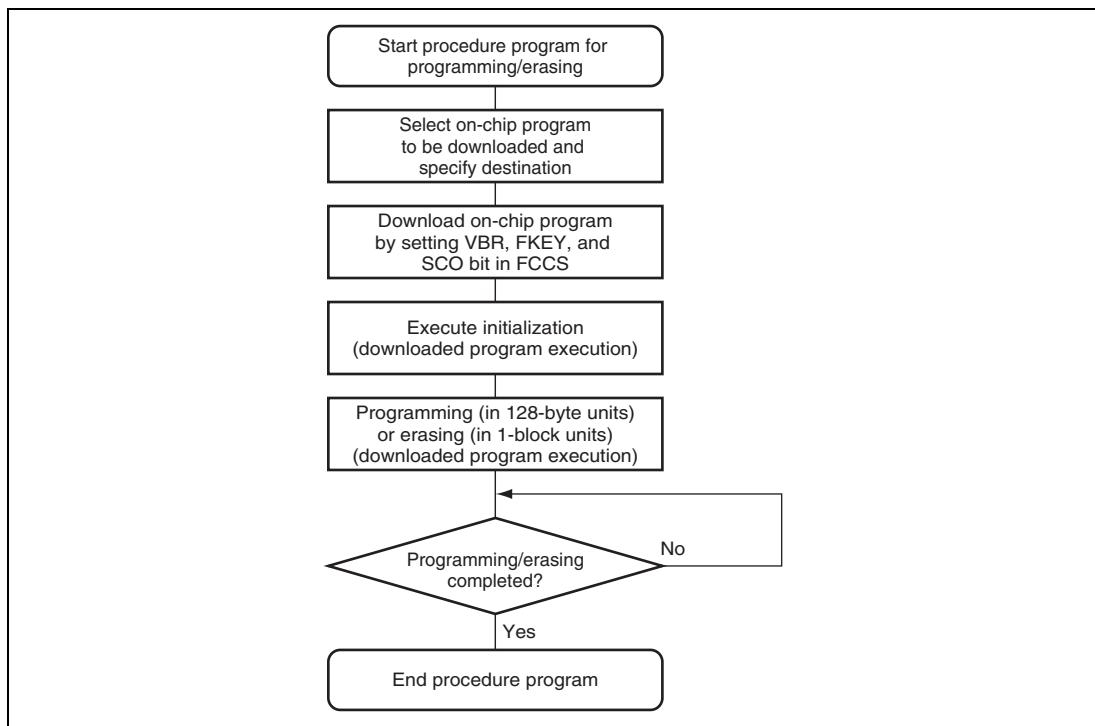 Start procedure program for
programming/erasing
Select on-chip program
to be downloaded and
specify destination
Download on-chip program
by setting VBR, FKEY, and
SCO bit in FCCS
Execute initialization
(downloaded program execution)
Programming (in 128-byte units)
or erasing (in 1-block units)
(downloaded program execution)
Programming/erasing
completed?
No
Yes
End procedure program